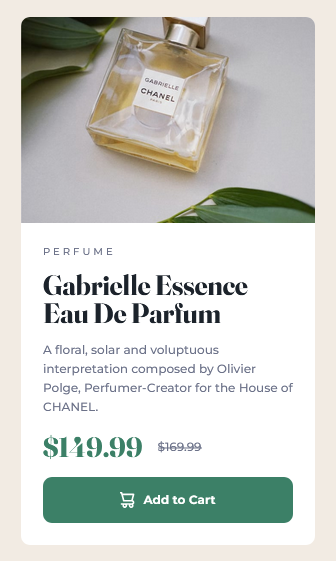 GABRIELLE
CHANEL
PARIS
PERFUME
Gabrielle Essence
Eau De Parfum
A floral, solar and voluptuous
interpretation composed by Olivier
Polge, Perfumer-Creator for the House of
CHANEL.
$149.99 $169.99
Add to Cart